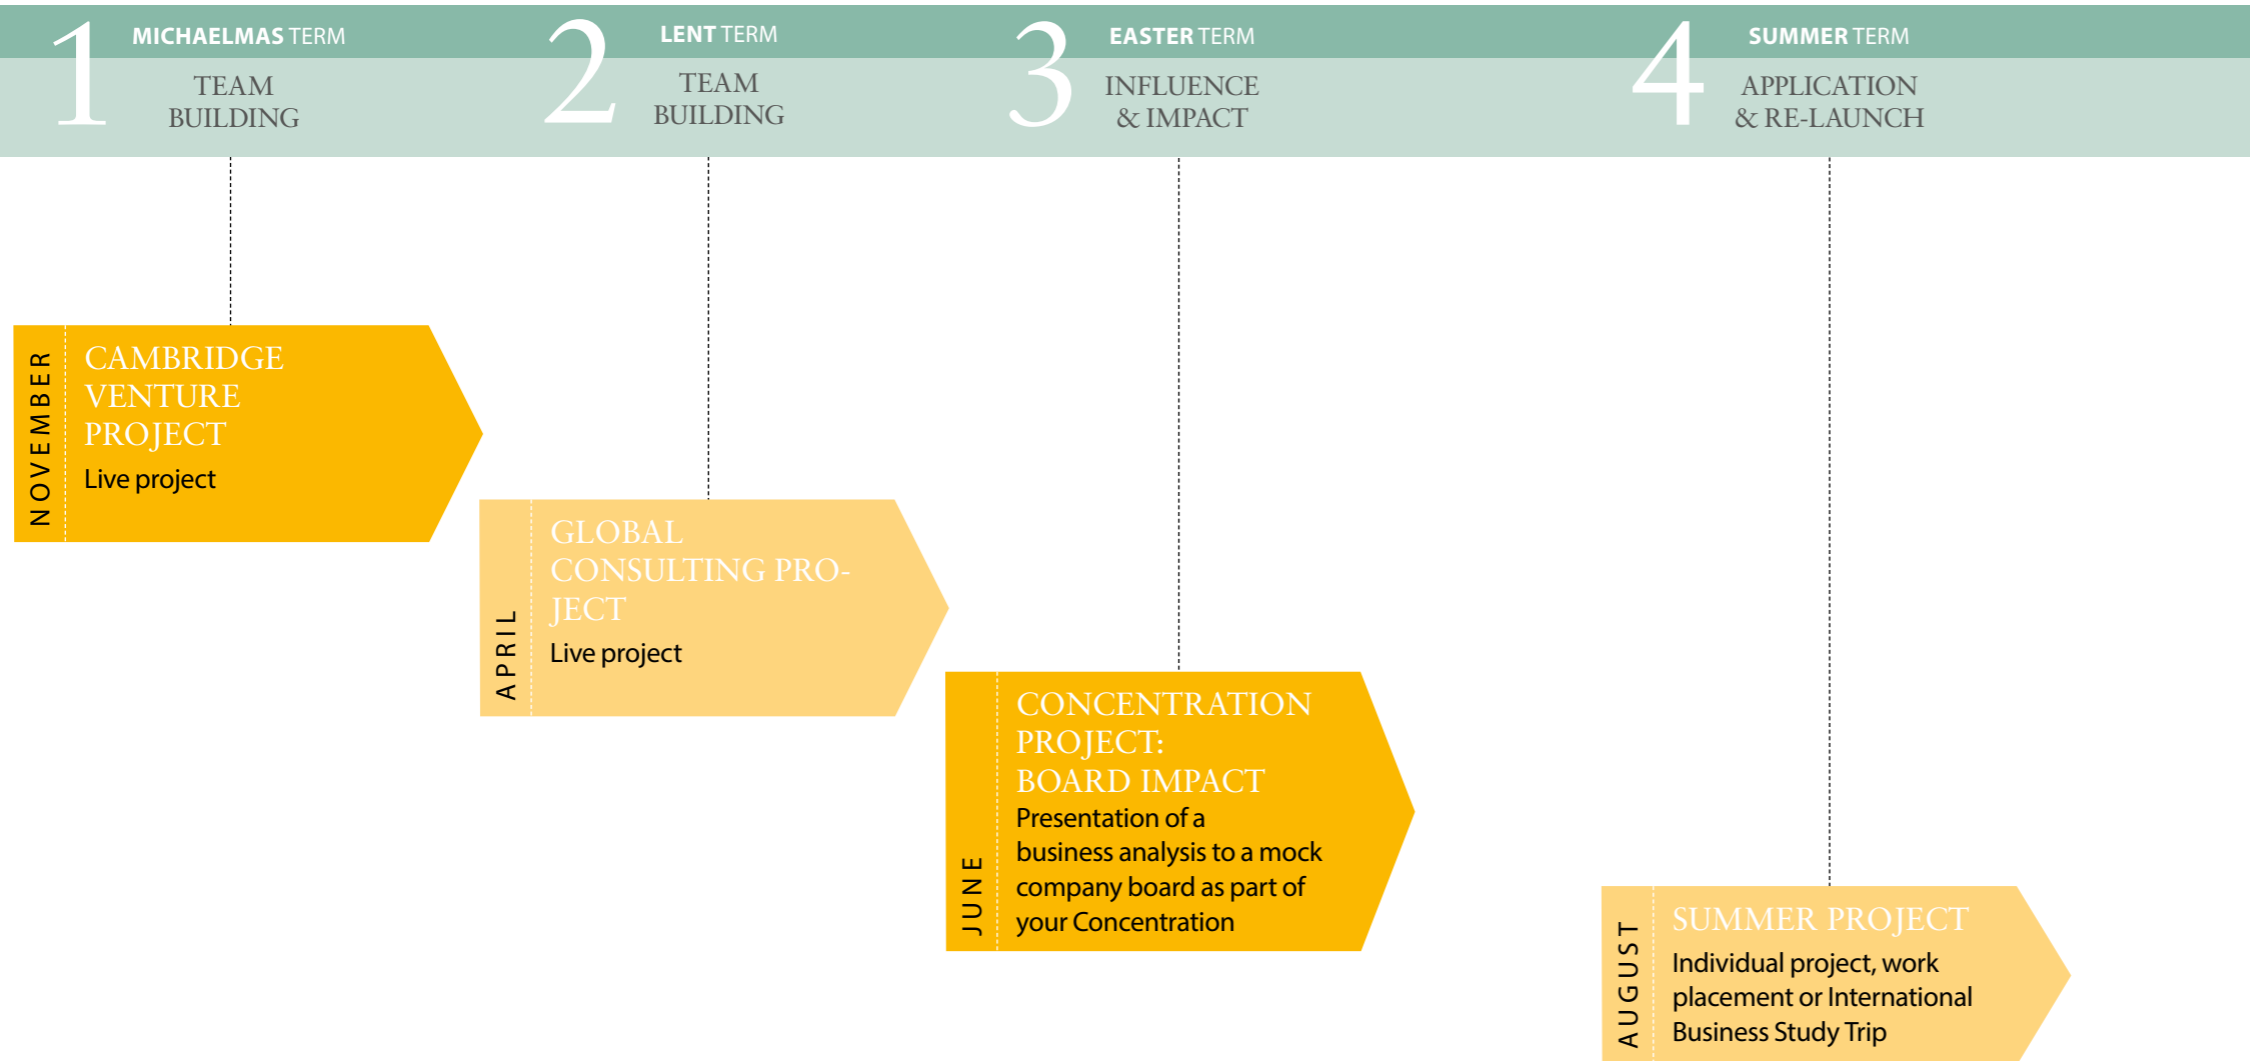 1
MICHAELMAS TERM
TEAM
BUILDING
2
LENT TERM
TEAM
BUILDING
3
EASTER TERM
INFLUENCE
& IMPACT
4
SUMMER TERM
APPLICATION
& RE-LAUNCH
NOVEMBER
CAMBRIDGE
VENTURE
PROJECT
Live project
APRIL
GLOBAL
CONSULTING PRO-
JECT
Live project
JUNE
CONCENTRATION
PROJECT:
BOARD IMPACT
Presentation of a
business analysis to a mock
company board as part of
your Concentration
AUGUST
SUMMER PROJECT
Individual project, work
placement or International
Business Study Trip